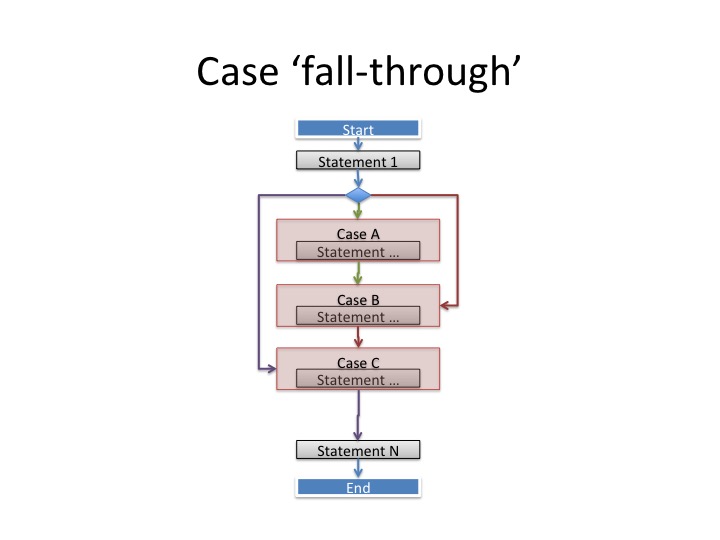 Case ‘fall-through’
Start
Statement 1
Case A
Statement …
Case B
Statement …
Case C
Statement …
Statement N
End